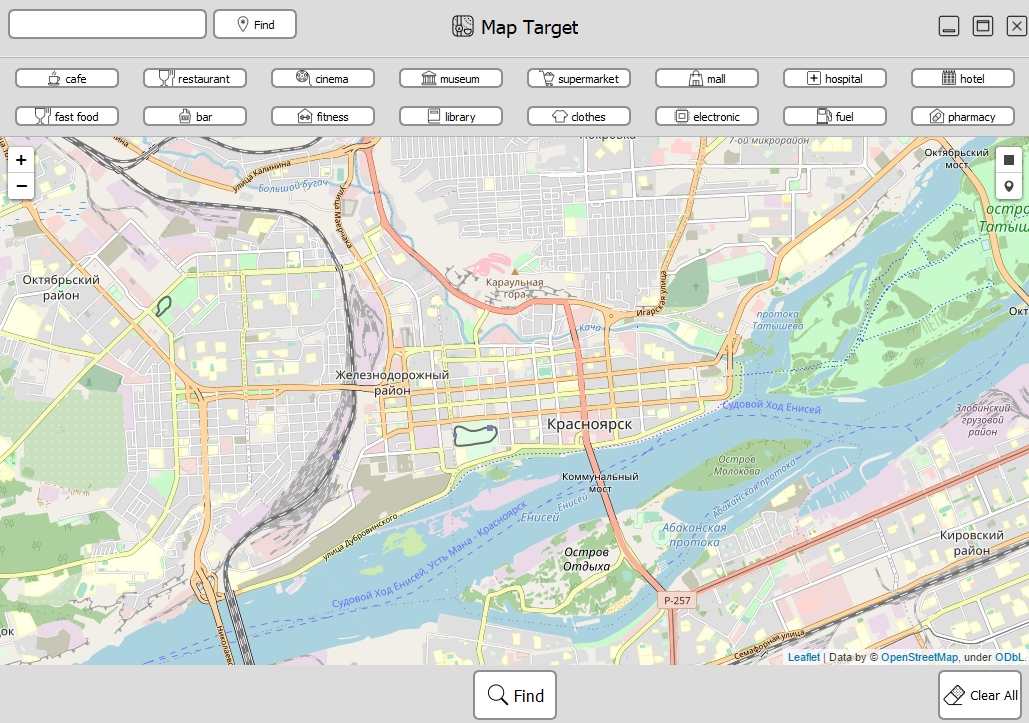 Find
Map Target
cafe
restaurant
cinema
museum
supermarket
mall
hospital
hotel
fast food
bar
fitness
library
clothes
electronic
fuel
pharmacy
+
−
Покровка
7-ой микрорайон
Октябрьский
мост
улица Калинина
большой Бугач
улица Маерчака
остро
Татыш
Октябрьский
район
Караульная
гора
Игарская улица
протока
Татышева
Окт
Кача
Железнодорожный
район
Судовой Ход Енисей
Злобинский
грузовой
район
Красноярск
Остров
Молокова
Коммунальный
мост
Абаканская протока
Енисей
Енисей
улица Дубровинского
Абаканская
протока
Кировский
район
Остров
Отдыха
Судовой Ход Енисей, Усть Мана - Красноярск
Р-257
док
Николаевс
Семафорная улица
Leaflet | Data by © OpenStreetMap, under ODbL.
Find
Clear All